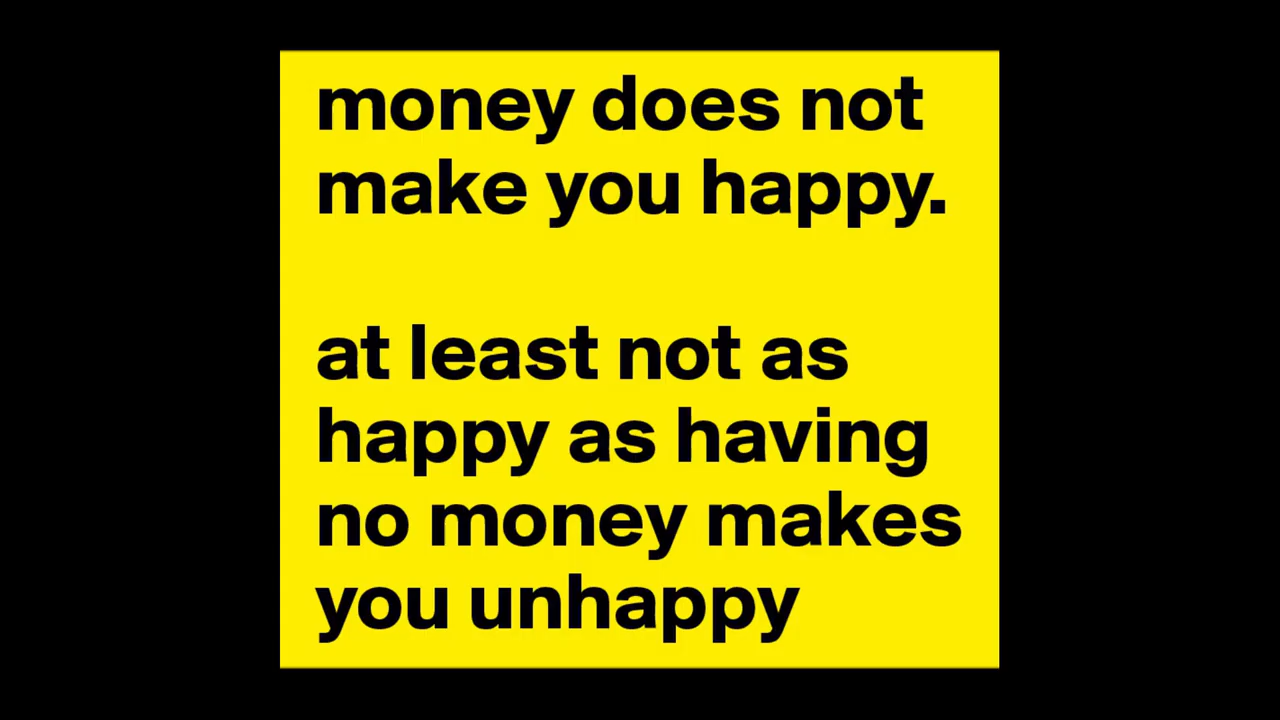 money does not
make you happy.
at least not as
happy as having
no money makes
you unhappy